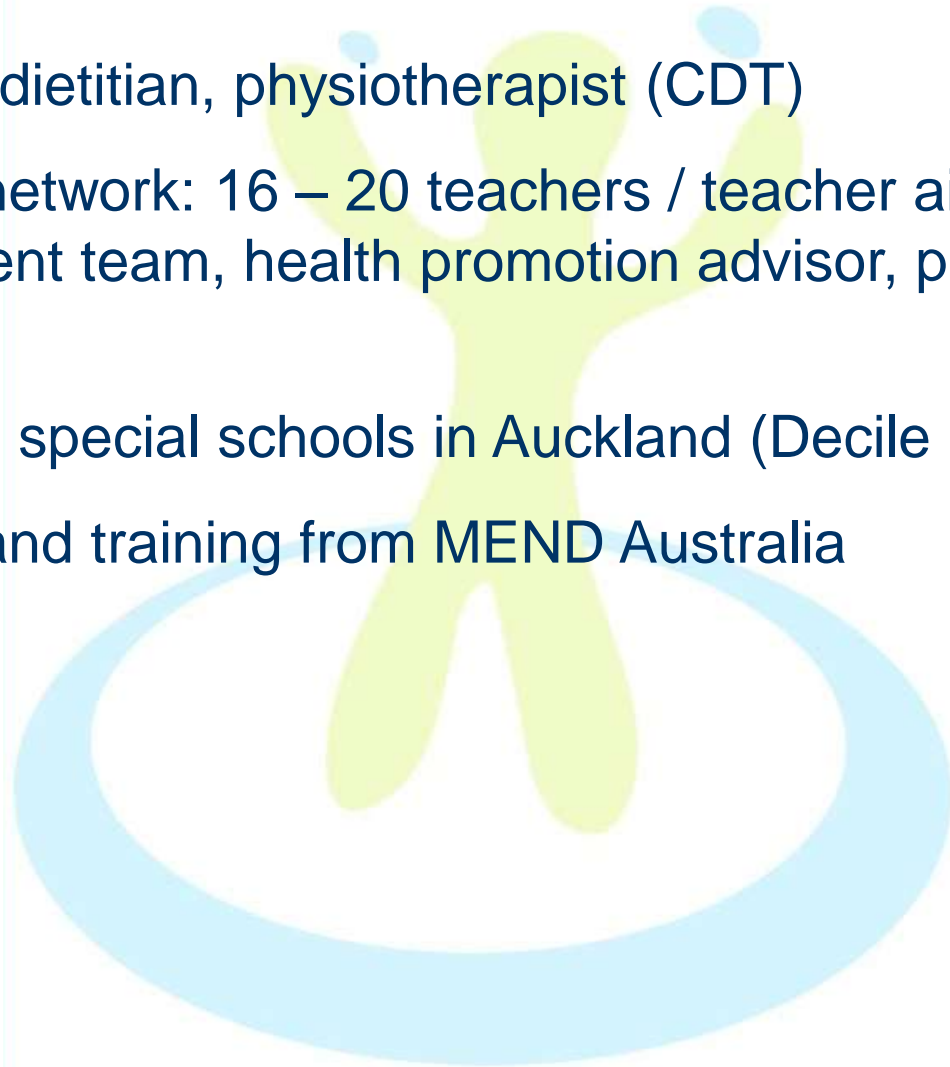 dietitian, physiotherapist (CDT)
network: 16 – 20 teachers / teacher ai
ent team, health promotion advisor, p
special schools in Auckland (Decile
and training from MEND Australia